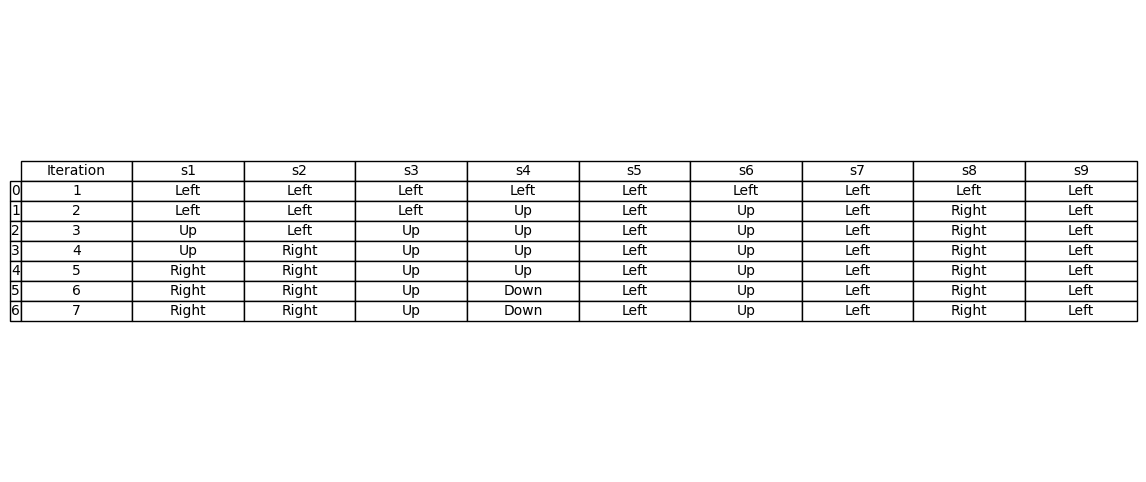 Iteration s1 s2 s3 s4 s5 s6 s7 s8 s9
0 1 Left Left Left Left Left Left Left Left Left
1 2 Left Left Left Up Left Up Left Right Left
2 3 Up Left Up Up Left Up Left Right Left
3 4 Up Right Up Up Left Up Left Right Left
4 5 Right Right Up Up Left Up Left Right Left
5 6 Right Right Up Down Left Up Left Right Left
6 7 Right Right Up Down Left Up Left Right Left